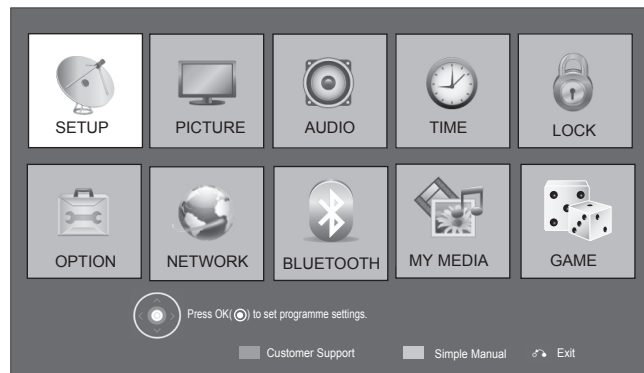 SETUP PICTURE AUDIO TIME LOCK
OPTION NETWORK BLUETOOTH MY MEDIA GAME
Press OK(◉) to set programme settings.
Customer Support Simple Manual Exit